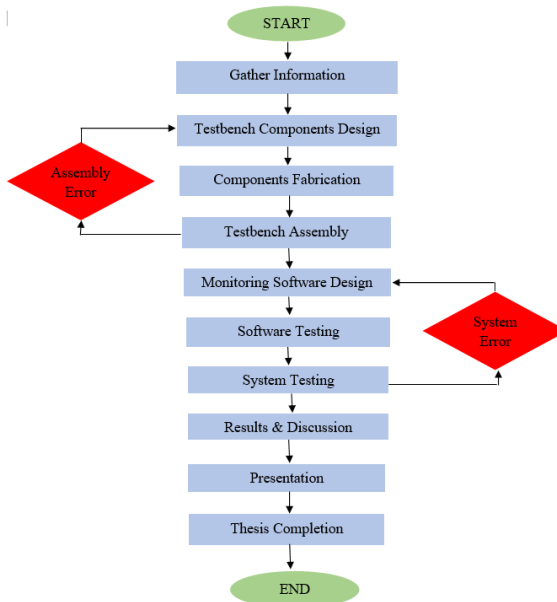 START
Gather Information
Testbench Components Design
Assembly
Error
Components Fabrication
Testbench Assembly
Monitoring Software Design
Software Testing
System
Error
System Testing
Results & Discussion
Presentation
Thesis Completion
END